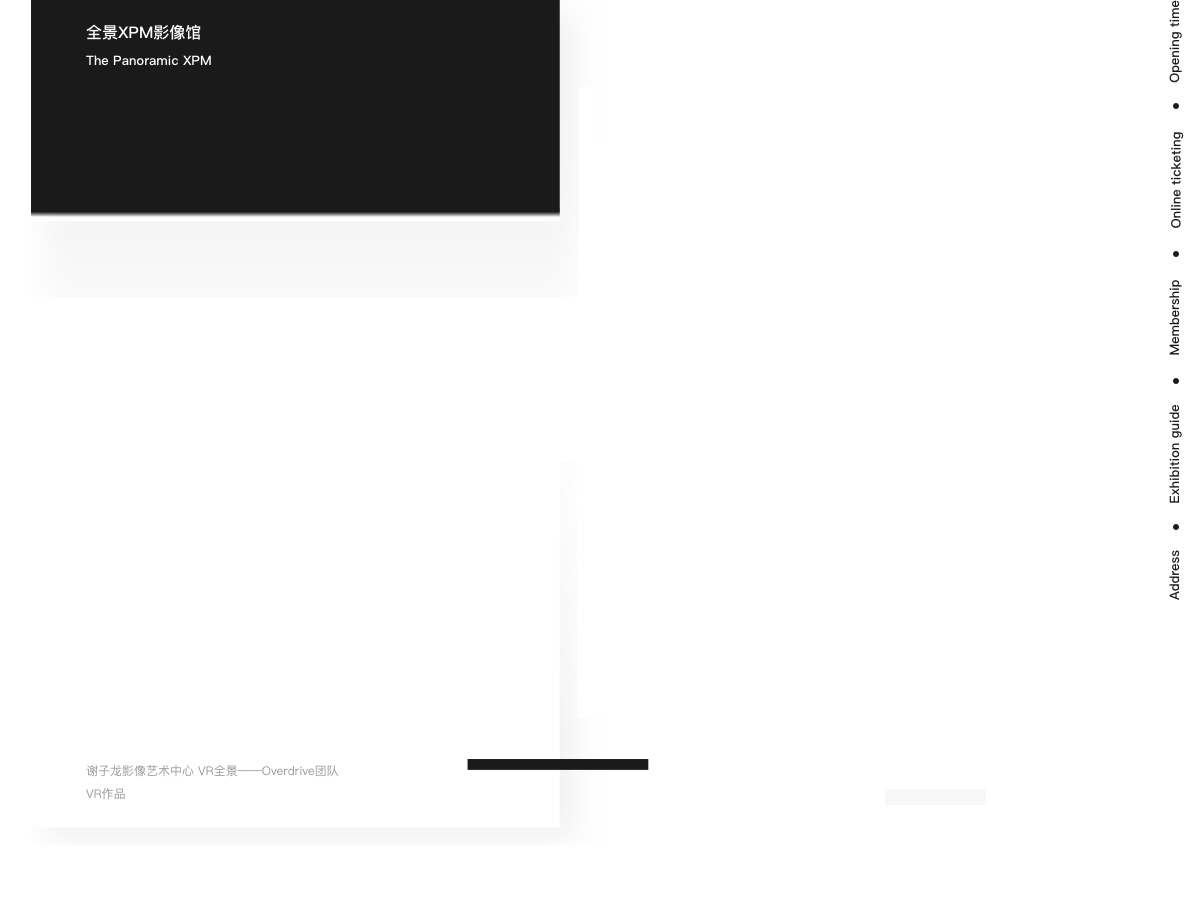 全景XPM影像馆
The Panoramic XPM
谢子龙影像艺术中心 VR全景——Overdrive团队
VR作品
Opening time
Online ticketing
Membership
Exhibition guide
Address